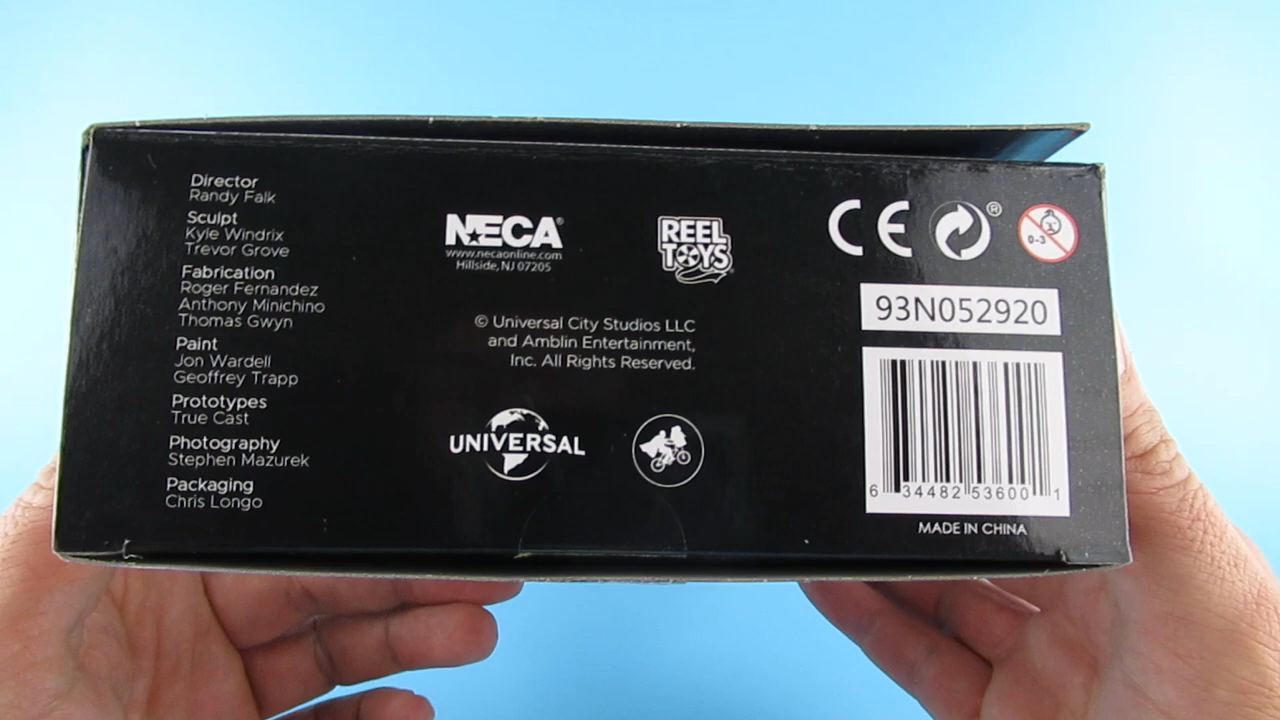 Director
Randy Falk
Sculpt
Kyle Windrix
Trevor Grove
Fabrication
Roger Fernandez
Anthony Minichino
Thomas Gwyn
Paint
Jon Wardell
Geoffrey Trapp
Prototypes
True Cast
Photography
Stephen Mazurek
Packaging
Chris Longo
NECA®
www.necaonline.com
Hillside, NJ 07205
REEL
TOYS
© Universal City Studios LLC
and Amblin Entertainment,
Inc. All Rights Reserved.
UNIVERSAL
CE ®
0-3
93N052920
6 34482 53600 1
MADE IN CHINA